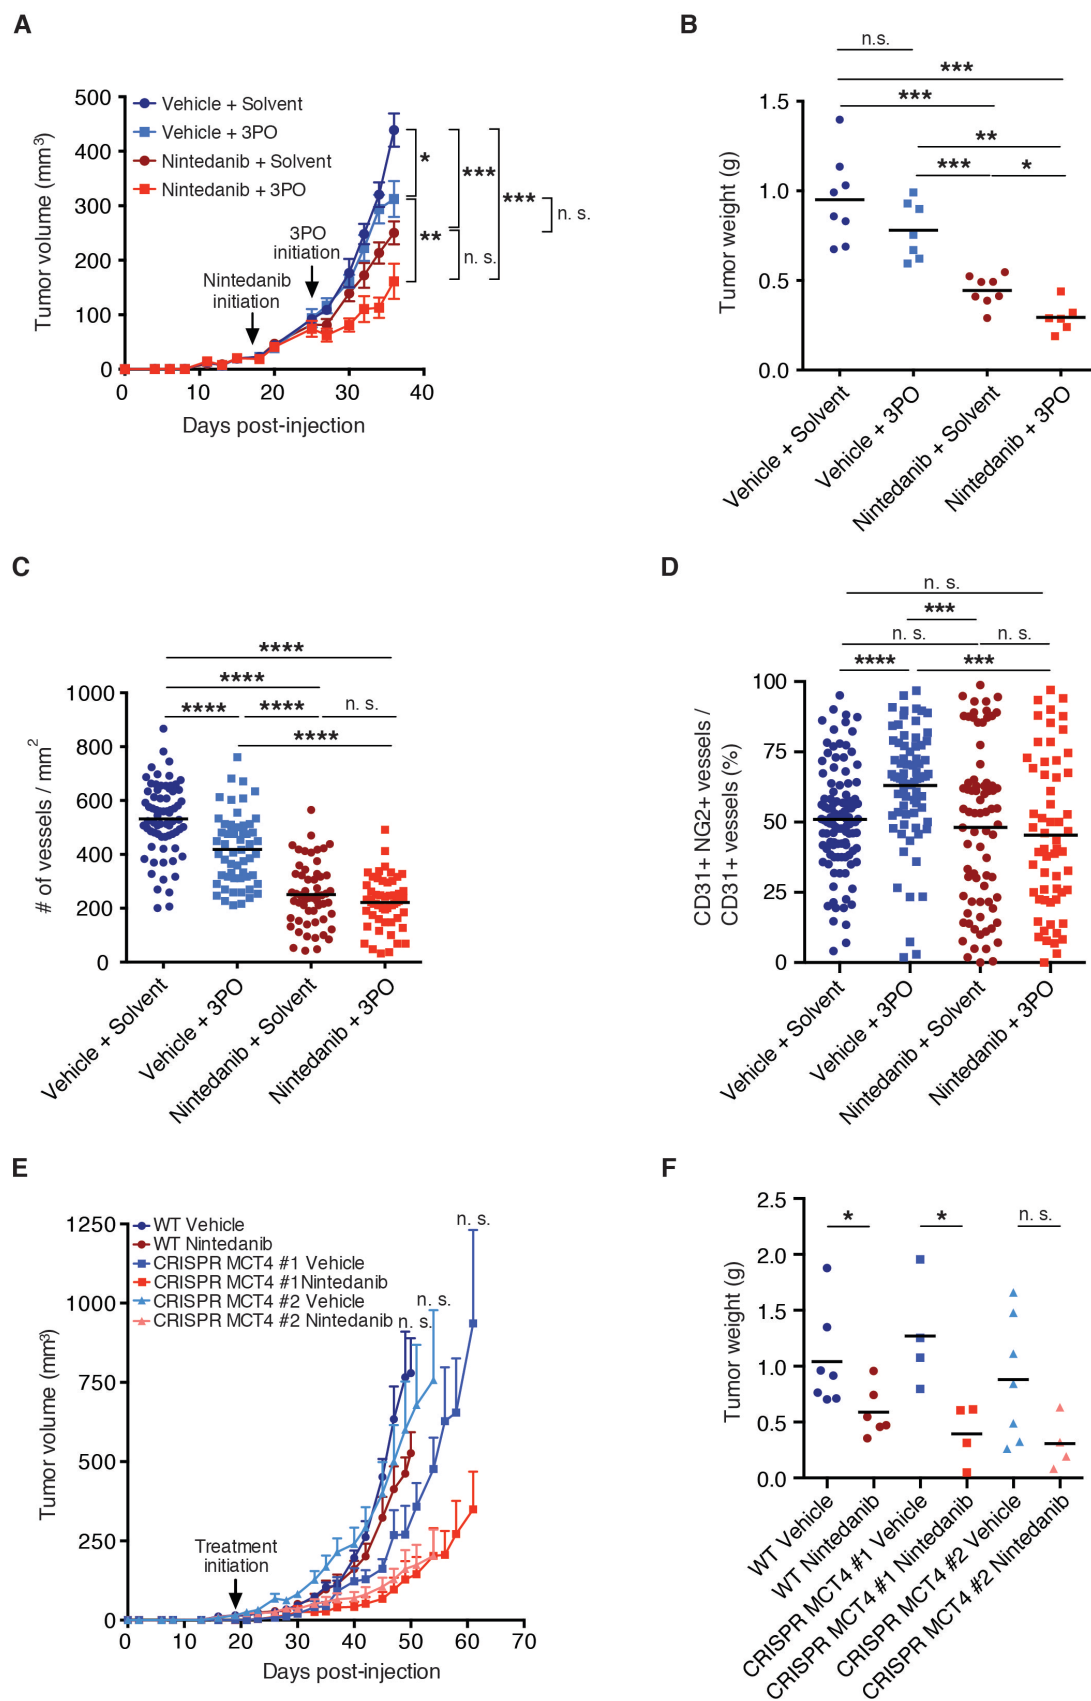 A
500
400
300
200
100
0
Tumor volume (mm³)
Vehicle + Solvent
Vehicle + 3PO
Nintedanib + Solvent
Nintedanib + 3PO
3PO
initiation
Nintedanib
initiation
*
**
***
n. s.
***
n. s.
0 10 20 30 40
Days post-injection
B
n.s.
***
***
**
*** *
1.5
1.0
0.5
0.0
Tumor weight (g)
Vehicle + Solvent
Vehicle + 3PO
Nintedanib + Solvent
Nintedanib + 3PO
C
****
****
**** **** n. s.
****
1000
800
600
400
200
0
# of vessels / mm²
Vehicle + Solvent
Vehicle + 3PO
Nintedanib + Solvent
Nintedanib + 3PO
D
n. s.
***
n. s. n. s.
**** ***
100
75
50
25
0
CD31+ NG2+ vessels /
CD31+ vesssels (%)
Vehicle + Solvent
Vehicle + 3PO
Nintedanib + Solvent
Nintedanib + 3PO
E
1250
1000
750
500
250
0
Tumor volume (mm³)
WT Vehicle
WT Nintedanib
CRISPR MCT4 #1 Vehicle
CRISPR MCT4 #1 Nintedanib
CRISPR MCT4 #2 Vehicle
CRISPR MCT4 #2 Nintedanib
n. s.
n. s.
n. s.
Treatment
initiation
0 10 20 30 40 50 60 70
Days post-injection
F
* * n. s.
2.5
2.0
1.5
1.0
0.5
0.0
Tumor weight (g)
WT Vehicle
WT Nintedanib
CRISPR MCT4 #1 Vehicle
CRISPR MCT4 #1 Nintedanib
CRISPR MCT4 #2 Vehicle
CRISPR MCT4 #2 Nintedanib